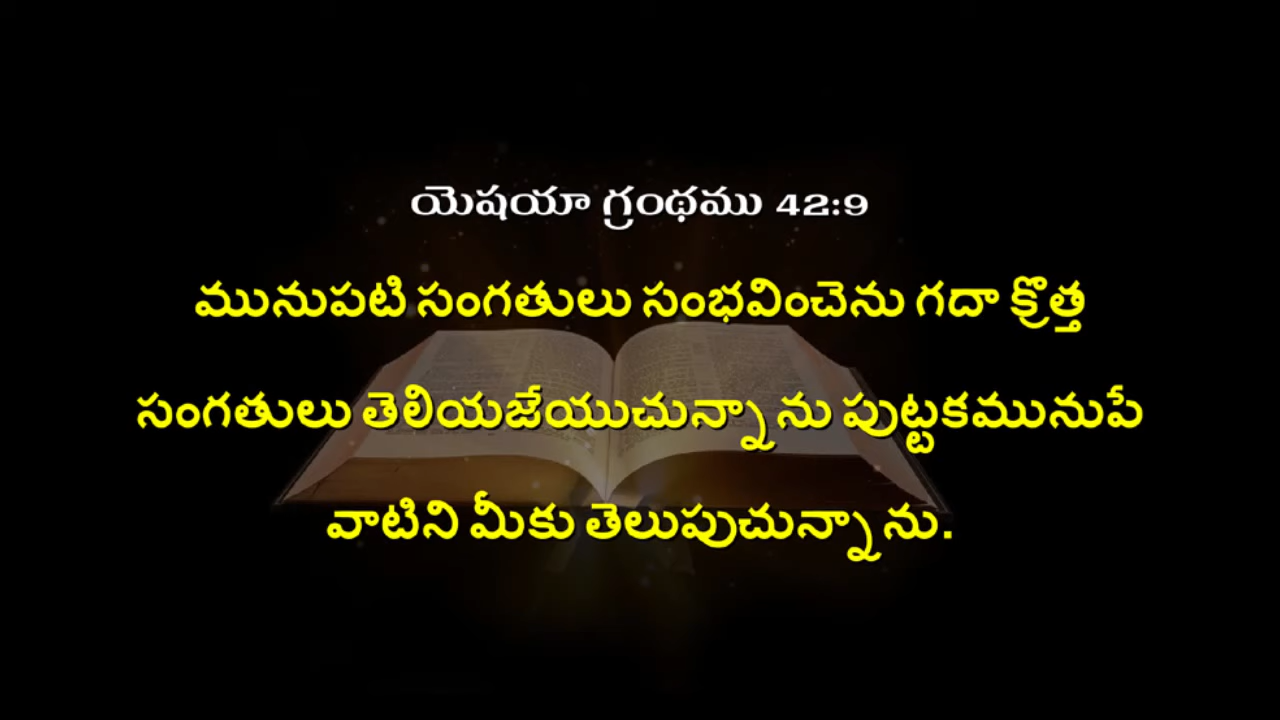 యెషయా గ్రంథము 42:9
మునుపటి సంగతులు సంభవించెను గదా క్రొత్త
సంగతులు తెలియజేయుచున్నా ను పుట్టకమునుపే
వాటిని మీకు తెలుపుచున్నా ను.